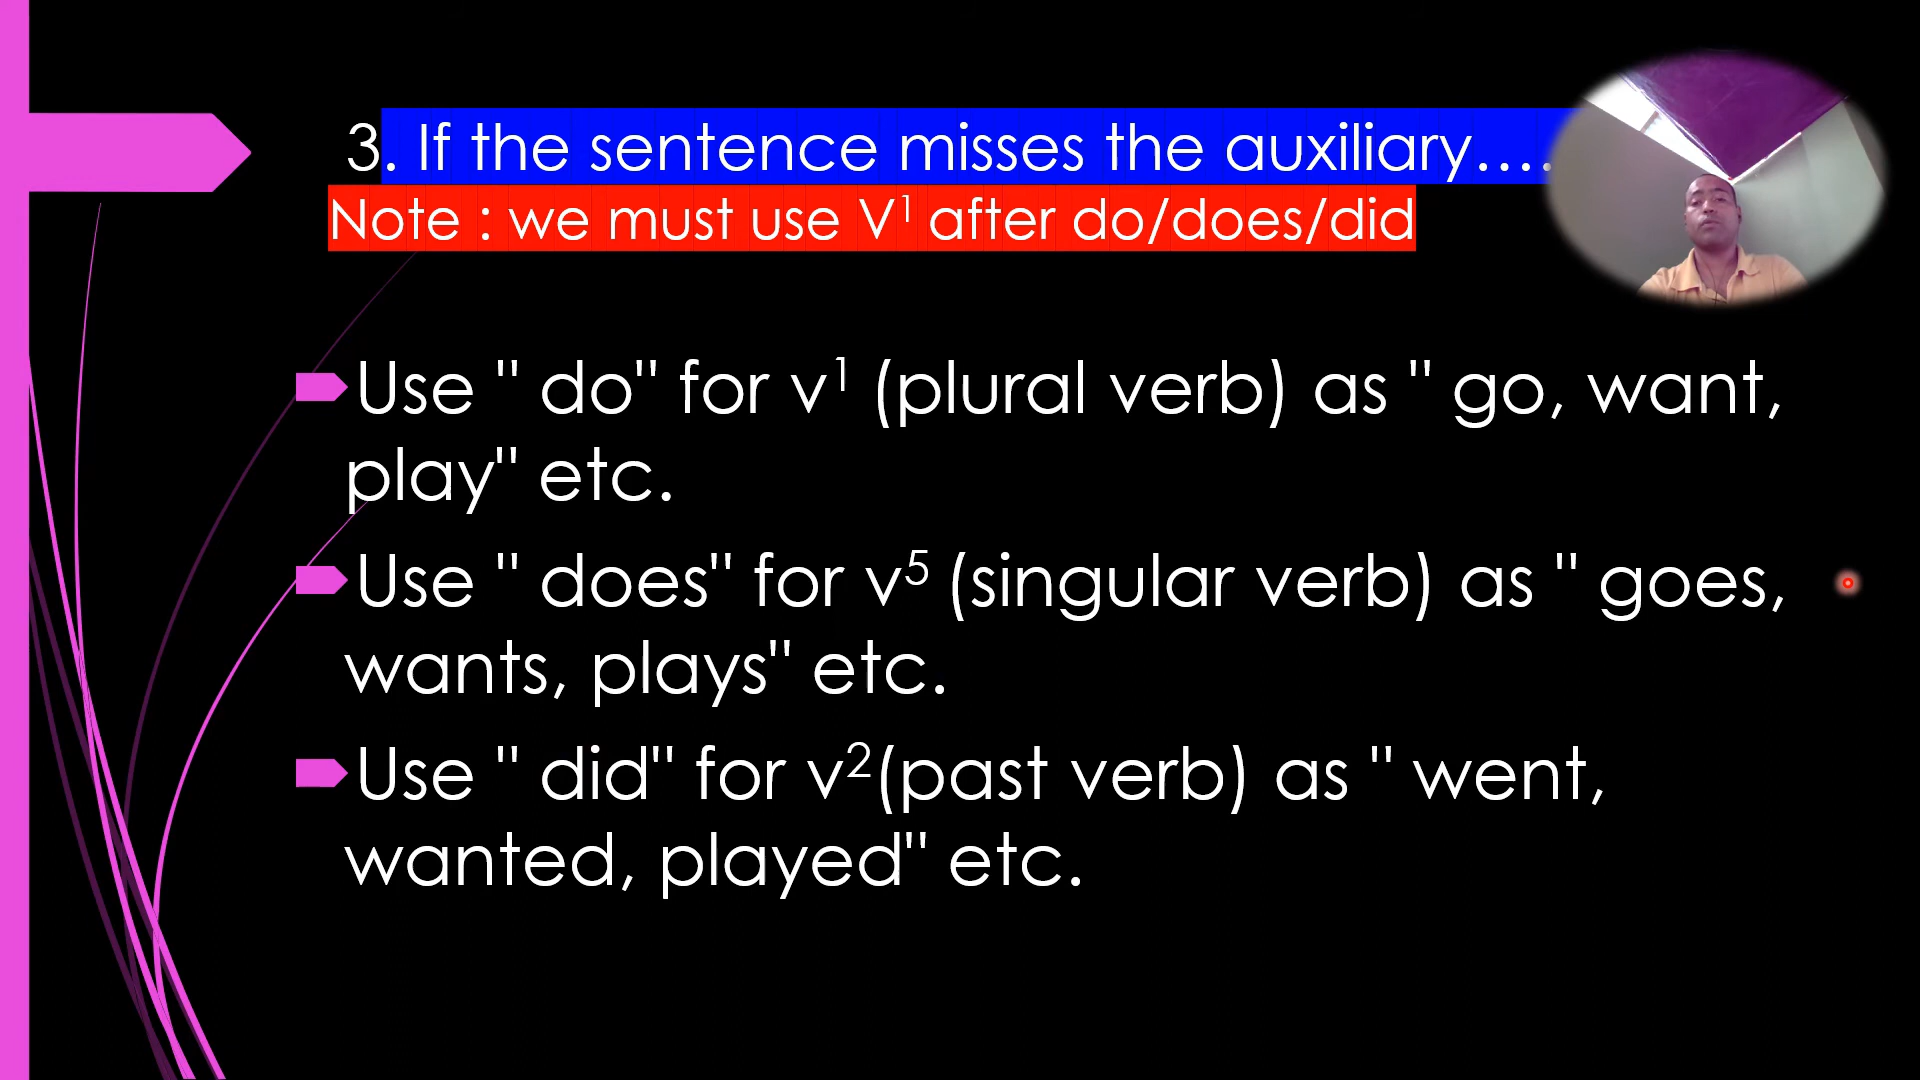 3. If the sentence misses the auxiliary....
Note : we must use V¹ after do/does/did
Use " do" for v¹ (plural verb) as " go, want,
play" etc.
Use " does" for v⁵ (singular verb) as " goes,
wants, plays" etc.
Use " did" for v²(past verb) as " went,
wanted, played" etc.